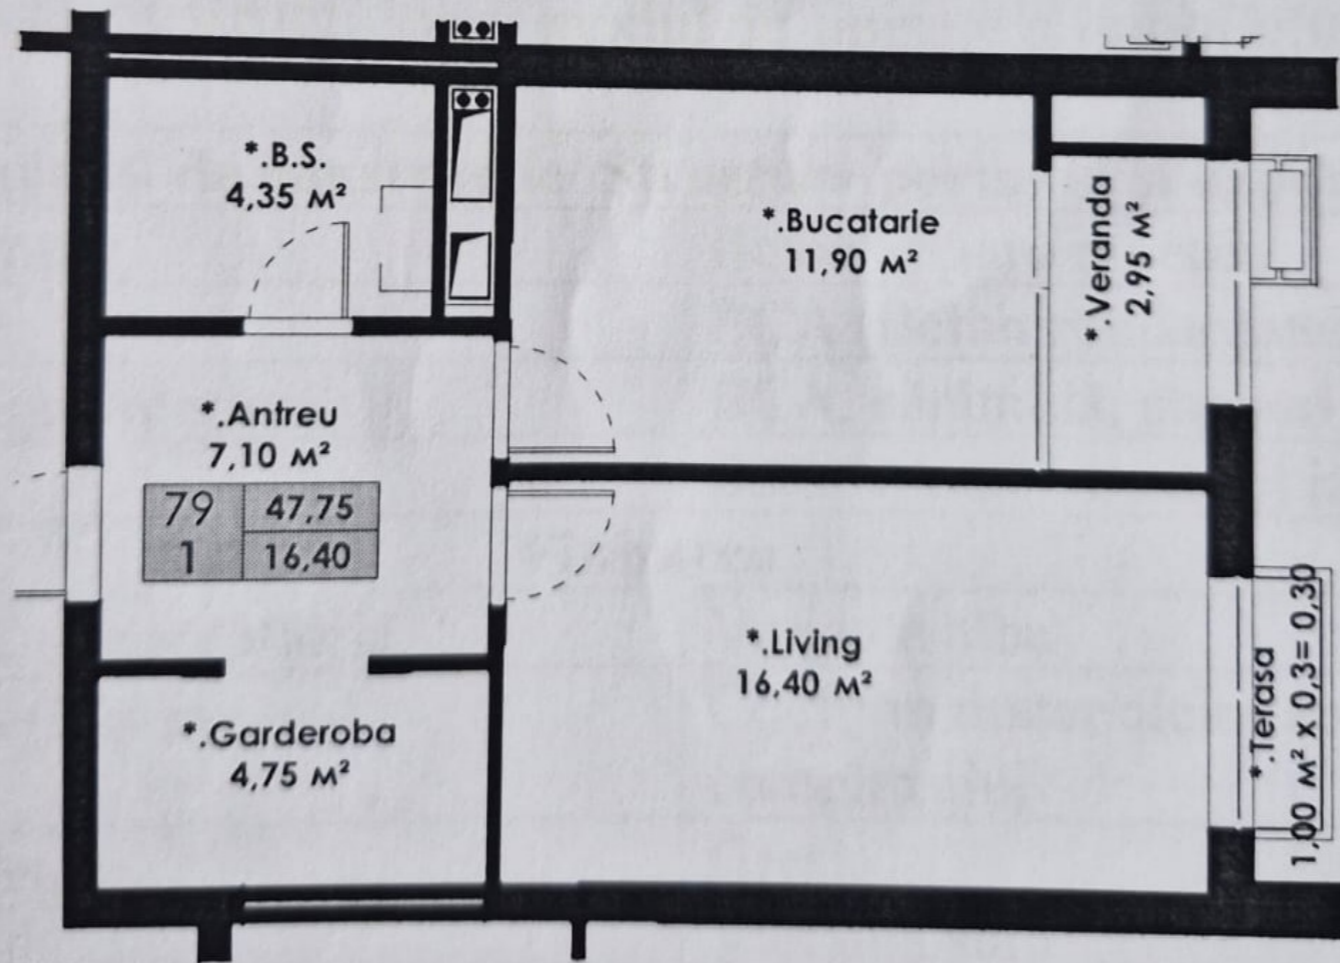 *.B.S.
4,35 м²
*.Bucatarie
11,90 м²
*.Veranda
2,95 м²
*.Antreu
7,10 м²
79 47,75
1 16,40
*.Living
16,40 м²
*.Terasa
1,00 м² x 0,3= 0,30
*.Garderoba
4,75 м²